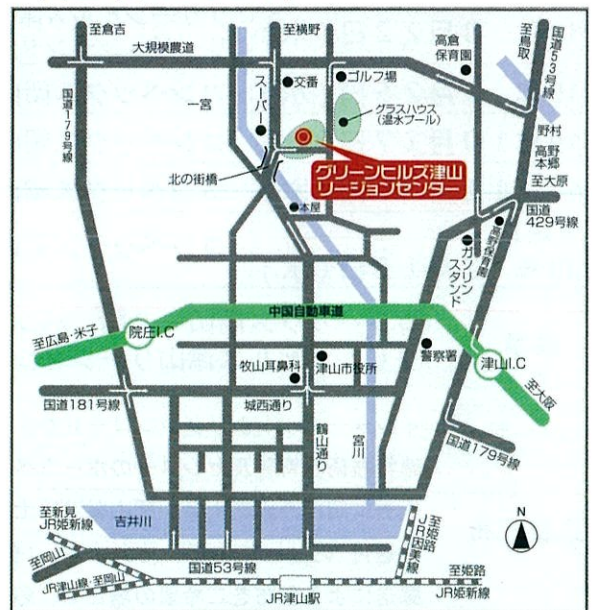 至倉吉
大規模農道
至横野
交番
ゴルフ場
高倉
保育園
至鳥取
国道53号線
国道179号線
一宮
スーパー
グラスハウス
(温水プール)
野村
高野
本郷
至大原
北の街橋
グリーンヒルズ津山
リージョンセンター
本屋
国道
429号線
高野保育園
ガソリン
スタンド
中国自動車道
至広島・米子
院庄I.C
牧山耳鼻科
津山市役所
警察署
津山I.C
至大阪
国道181号線
城西通り
鶴山通り
宮川
国道179号線
至新見
JR姫新線
吉井川
至姫路
JR因美線
N
至岡山
国道53号線
JR津山線・至岡山
JR津山駅
至姫路
JR姫新線